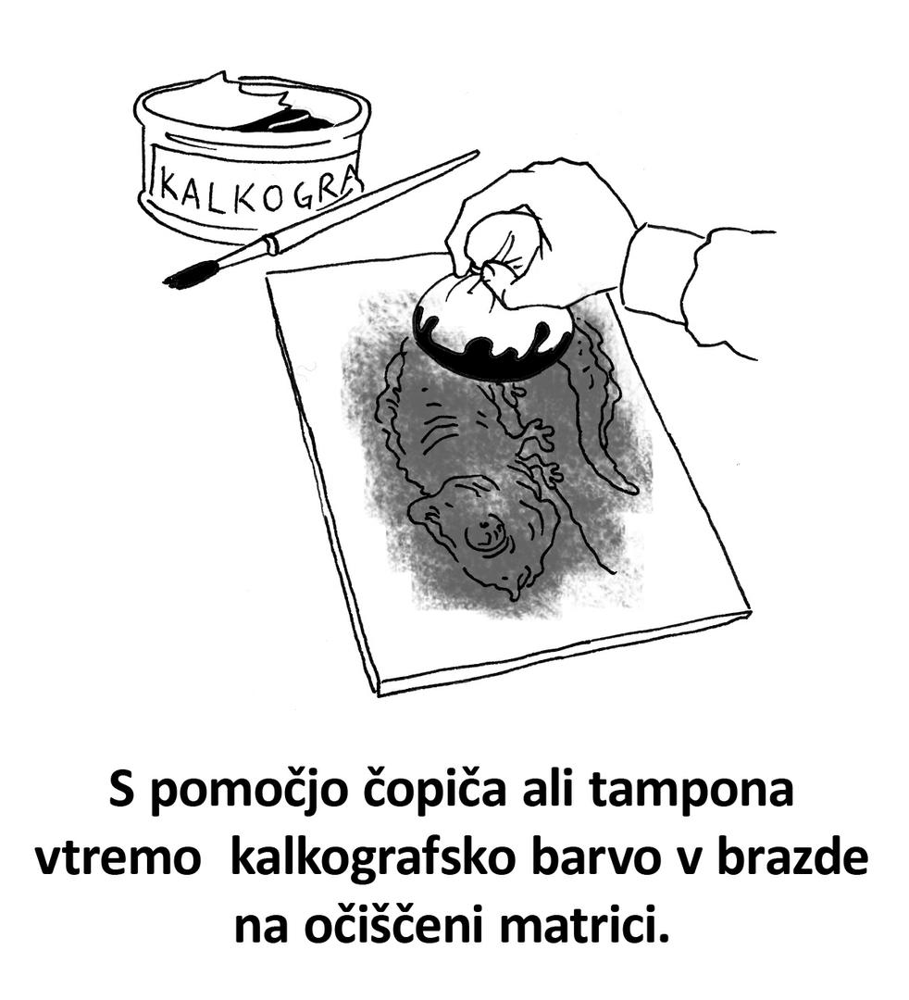 KALKOGRA
S pomočjo čopiča ali tampona
vtremo  kalkografsko barvo v brazde
na očiščeni matrici.